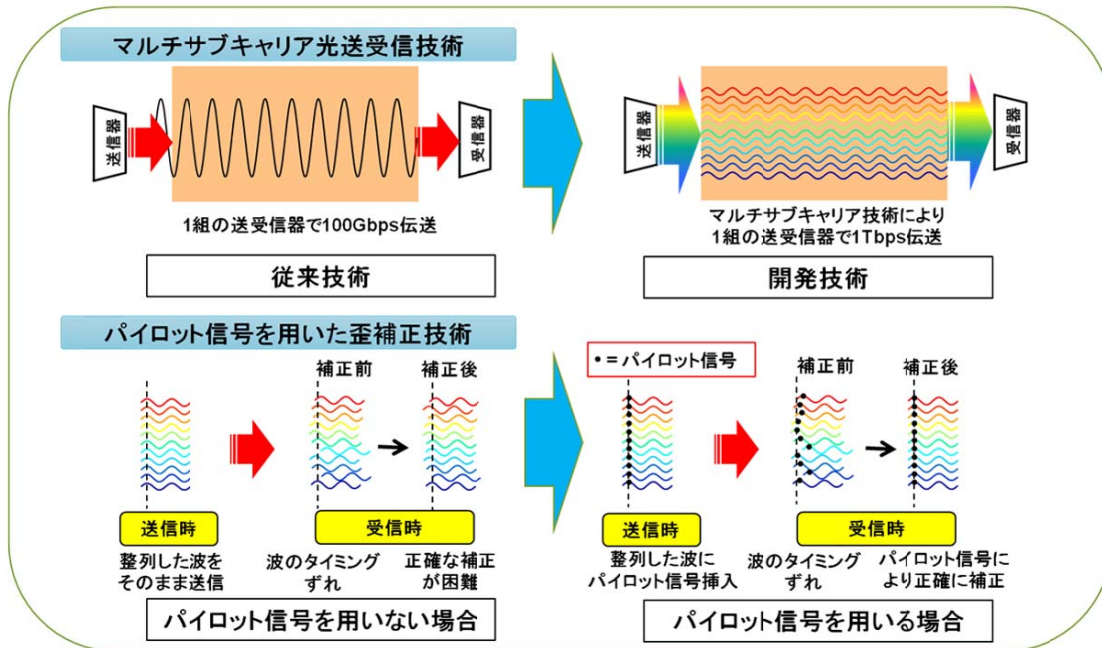 マルチサブキャリア光送受信技術
送信器
受信器
1組の送受信器で100Gbps伝送
従来技術
送信器
受信器
マルチサブキャリア技術により
1組の送受信器で1Tbps伝送
開発技術
パイロット信号を用いた歪補正技術
補正前
補正後
送信時
受信時
整列した波を
そのまま送信
波のタイミング
ずれ
正確な補正
が困難
パイロット信号を用いない場合
•=パイロット信号
補正前
補正後
送信時
受信時
整列した波に
パイロット信号挿入
波のタイミング
ずれ
パイロット信号に
より正確に補正
パイロット信号を用いる場合